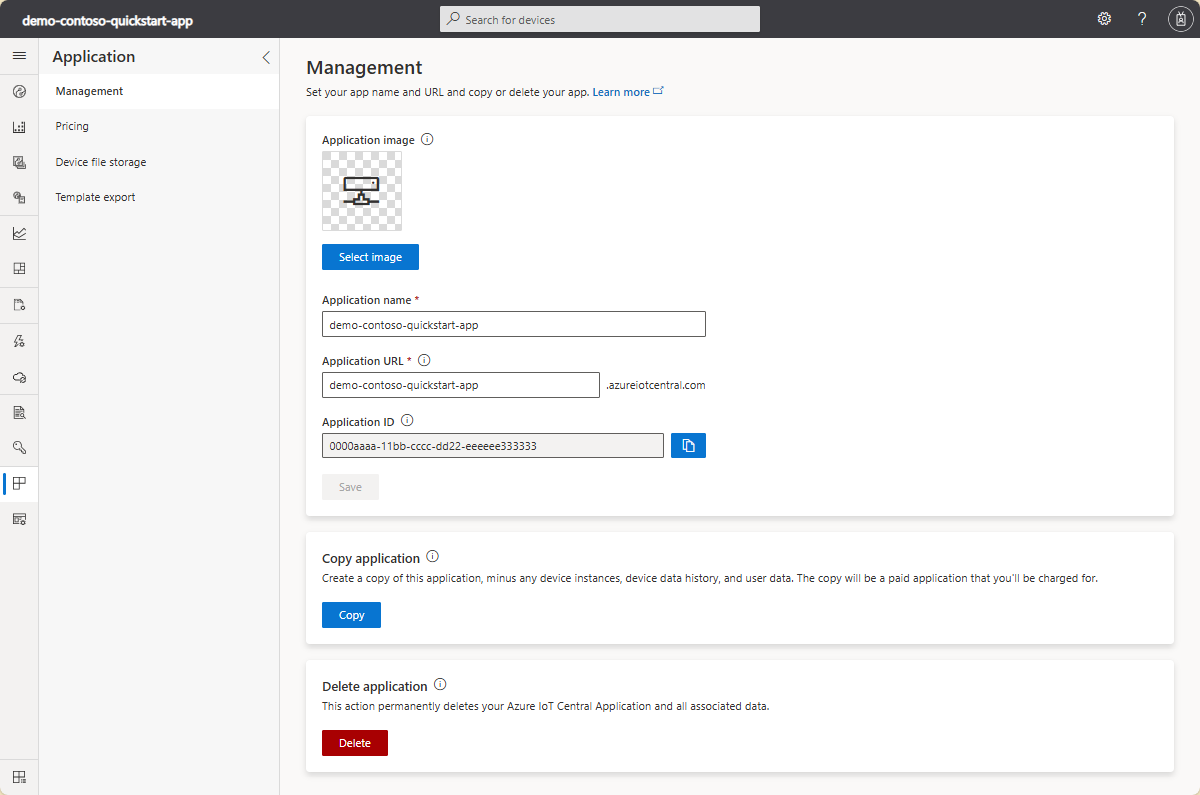 demo-contoso-quickstart-app
Search for devices
?
Application
Management
Pricing
Device file storage
Template export
Management
Set your app name and URL and copy or delete your app. Learn more
Application image
Select image
Application name *
demo-contoso-quickstart-app
Application URL *
demo-contoso-quickstart-app .azureiotcentral.com
Application ID
0000aaaa-11bb-cccc-dd22-eeeeee333333
Save
Copy application
Create a copy of this application, minus any device instances, device data history, and user data. The copy will be a paid application that you'll be charged for.
Copy
Delete application
This action permanently deletes your Azure IoT Central Application and all associated data.
Delete